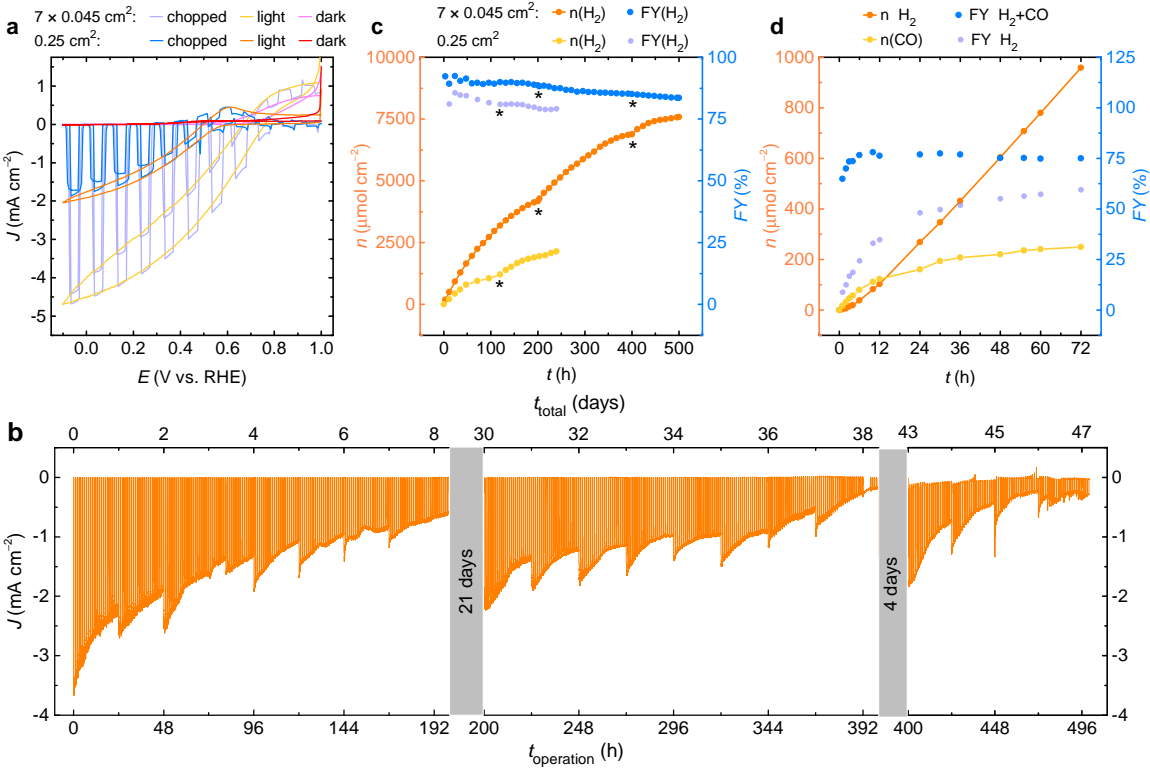 a
7 × 0.045 cm²: chopped light dark
0.25 cm²: chopped light dark
1
0
-1
-2
-3
-4
-5
J (mA cm⁻²)
0.0 0.2 0.4 0.6 0.8 1.0
E (V vs. RHE)
c
7 × 0.045 cm²: n(H₂) FY(H₂)
0.25 cm² n(H₂) FY(H₂)
10000 100
7500 75
5000 50
2500 25
0 0
n (μmol cm⁻²)
FY (%)
* * *
* * *
0 100 200 300 400 500
t (h)
d
n H₂ FY H₂+CO
n(CO) FY H₂
1000 125
800 100
600 75
400 50
200 25
0 0
n (μmol cm⁻²)
FY (%)
0 12 24 36 48 60 72
t (h)
b
t total (days)
0 2 4 6 8 30 32 34 36 38 43 45 47
0 0
-1 -1
-2 -2
-3 -3
-4 -4
J (mA cm⁻²)
21 days
4 days
0 48 96 144 192 200 248 296 344 392 400 448 496
t operation (h)